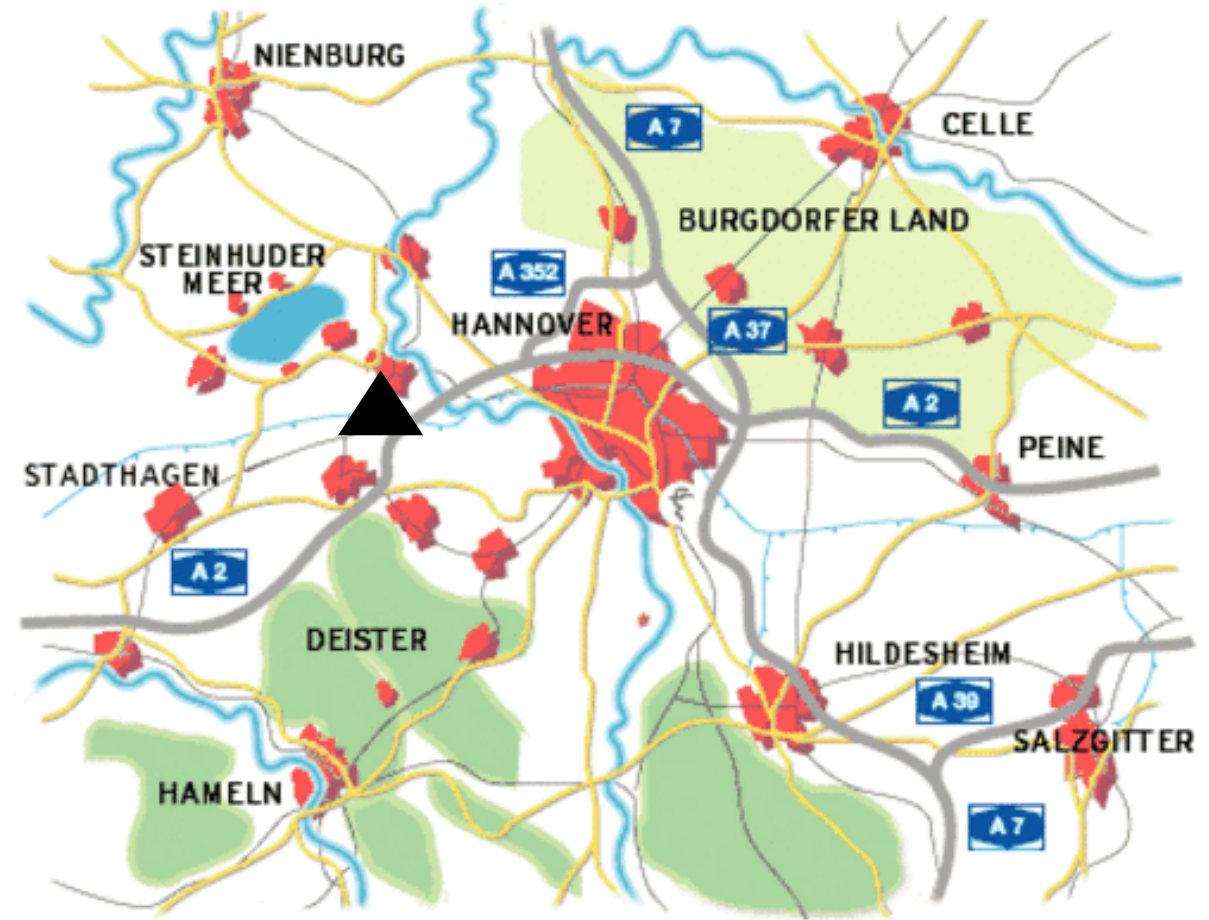 NIENBURG
A 7
CELLE
BURGDORFER LAND
STEINHUDER
MEER
A 352
HANNOVER
A 37
A 2
PEINE
STADTHAGEN
A 2
DEISTER
HILDESHEIM
A 39
SALZGITTER
HAMELN
A 7